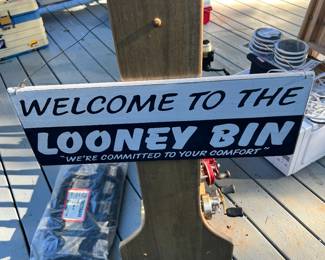 WELCOME TO THE
LOONEY BIN
"WE'RE COMMITTED TO YOUR COMFORT"